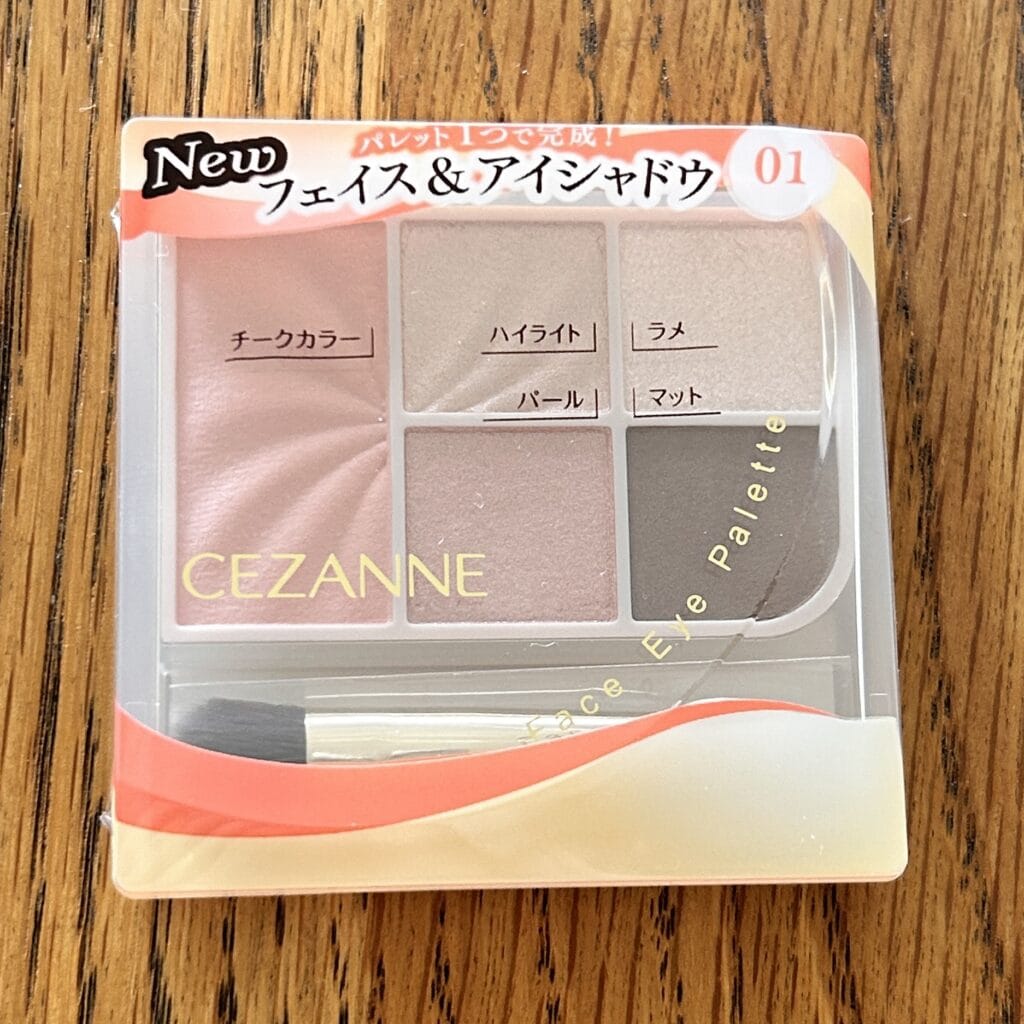 New
パレット1つで完成!
フェイス&アイシャドウ
01
チークカラー
ハイライト
ラメ
パール
マット
CEZANNE
Face Eye Palette